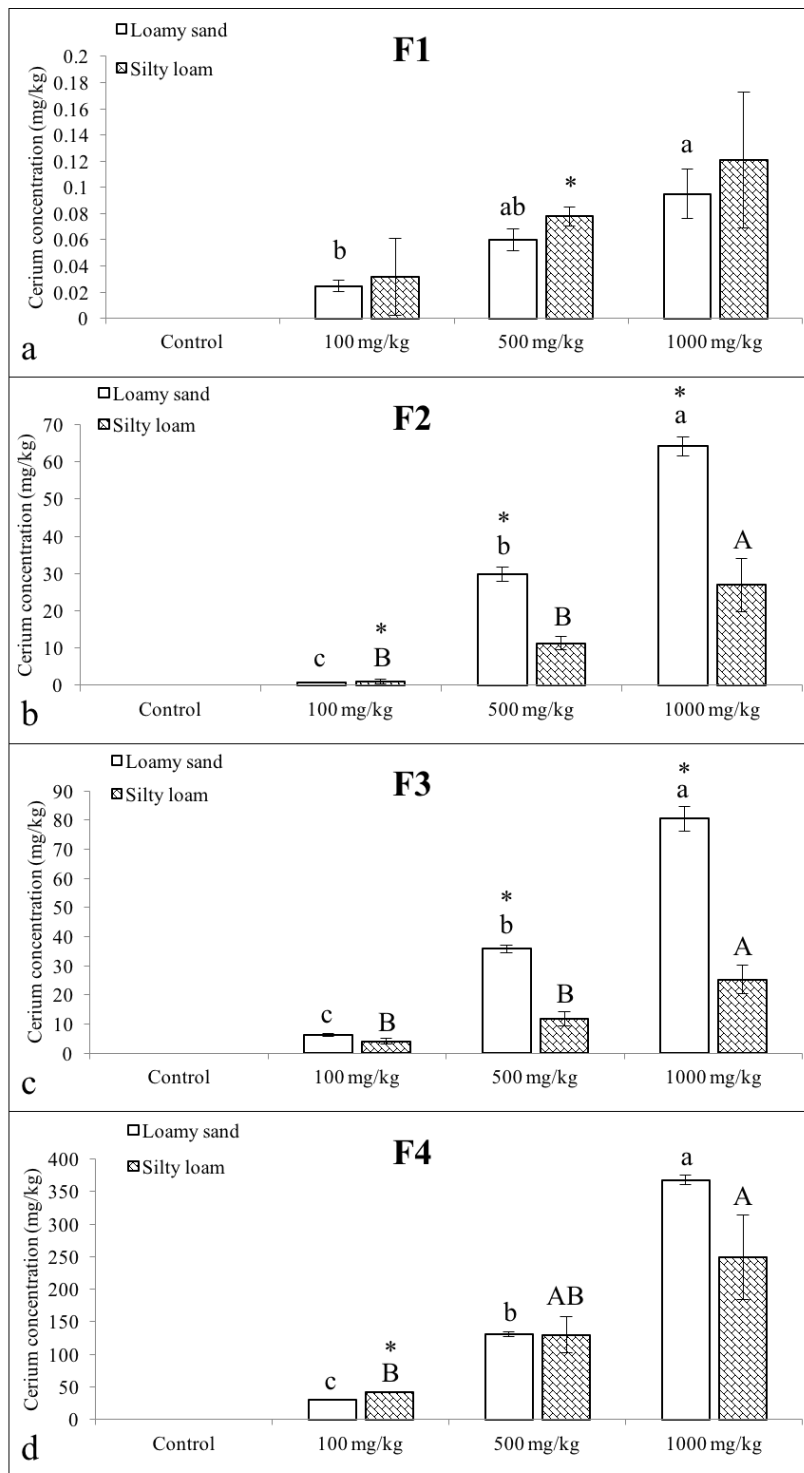 Loamy sand
Silty loam
F1
Cerium concentration (mg/kg)
0.2
0.18
0.16
0.14
0.12
0.1
0.08
0.06
0.04
0.02
0
b
ab
*
a
Control 100 mg/kg 500 mg/kg 1000 mg/kg
a
Loamy sand
Silty loam
F2
Cerium concentration (mg/kg)
70
60
50
40
30
20
10
0
c
*
B
*
b
B
*
a
A
Control 100 mg/kg 500 mg/kg 1000 mg/kg
b
Loamy sand
Silty loam
F3
Cerium concentration (mg/kg)
90
80
70
60
50
40
30
20
10
0
c
B
*
b
B
*
a
A
Control 100 mg/kg 500 mg/kg 1000 mg/kg
c
Loamy sand
Silty loam
F4
Cerium concentration (mg/kg)
400
350
300
250
200
150
100
50
0
c
*
B
b
AB
a
A
Control 100 mg/kg 500 mg/kg 1000 mg/kg
d